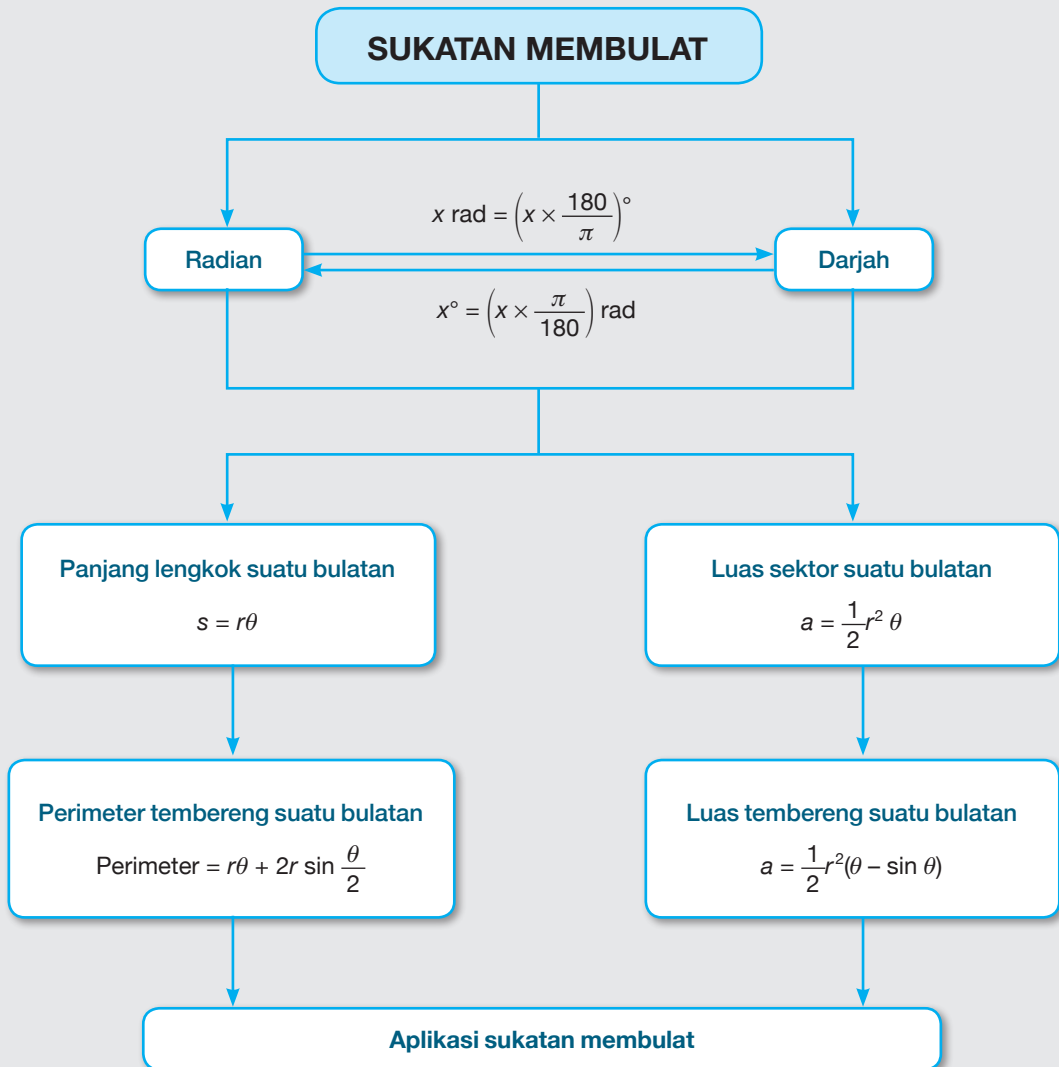 SUKATAN MEMBULAT
x rad = (x × 180/π)°
Radian
Darjah
x° = (x × π/180) rad
Panjang lengkok suatu bulatan
s = rθ
Luas sektor suatu bulatan
a = 1/2 r² θ
Perimeter tembereng suatu bulatan
Perimeter = rθ + 2r sin θ/2
Luas tembereng suatu bulatan
a = 1/2 r²(θ – sin θ)
Aplikasi sukatan membulat